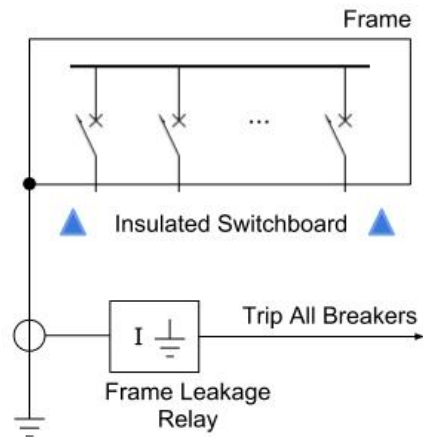 Frame
...
Insulated Switchboard
Trip All Breakers
I
Frame Leakage
Relay